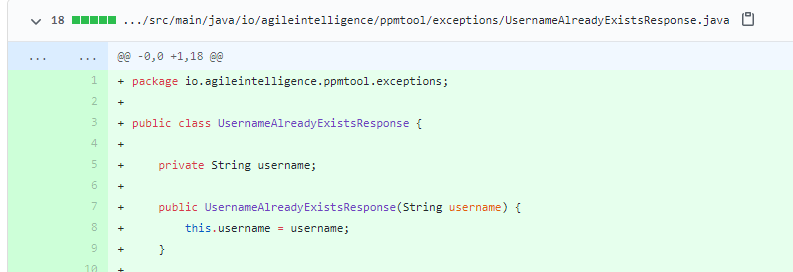 18 .../src/main/java/io/agileintelligence/ppmtool/exceptions/UsernameAlreadyExistsResponse.java
... ... @@ -0,0 +1,18 @@
1 + package io.agileintelligence.ppmtool.exceptions;
2 +
3 + public class UsernameAlreadyExistsResponse {
4 +
5 + private String username;
6 +
7 + public UsernameAlreadyExistsResponse(String username) {
8 + this.username = username;
9 + }
10 +